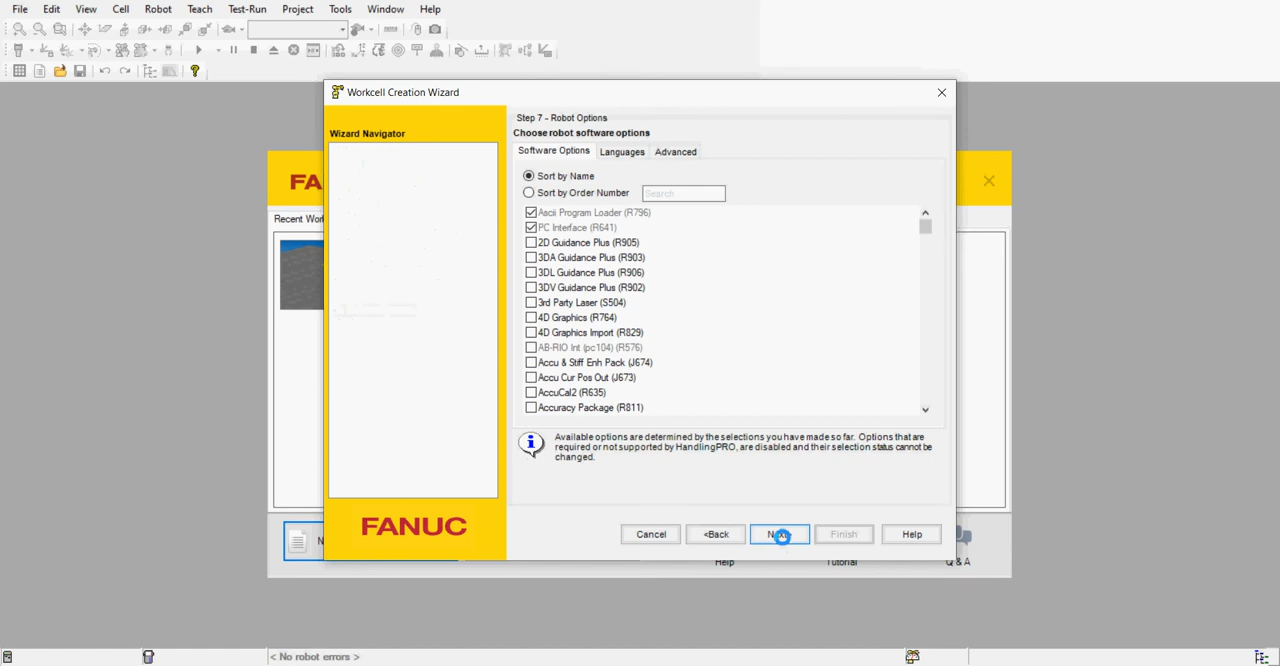 File Edit View Cell Robot Teach Test-Run Project Tools Window Help
Workcell Creation Wizard
Wizard Navigator
Step 7 - Robot Options
Choose robot software options
Software Options Languages Advanced
Sort by Name
Sort by Order Number Search
Ascii Program Loader (R796)
PC Interface (R641)
2D Guidance Plus (R905)
3DA Guidance Plus (R903)
3DL Guidance Plus (R906)
3DV Guidance Plus (R902)
3rd Party Laser (S504)
4D Graphics (R764)
4D Graphics Import (R829)
AB-RIO Int (pc104) (R576)
Accu & Stiff Enh Pack (J674)
Accu Cur Pos Out (J673)
AccuCal2 (R635)
Accuracy Package (R811)
Available options are determined by the selections you have made so far. Options that are
required or not supported by HandlingPRO, are disabled and their selection status cannot be
changed.
FANUC
Cancel <Back Next> Finish Help
FA
Recent Wor
N
Help Tutorial Q & A
< No robot errors >